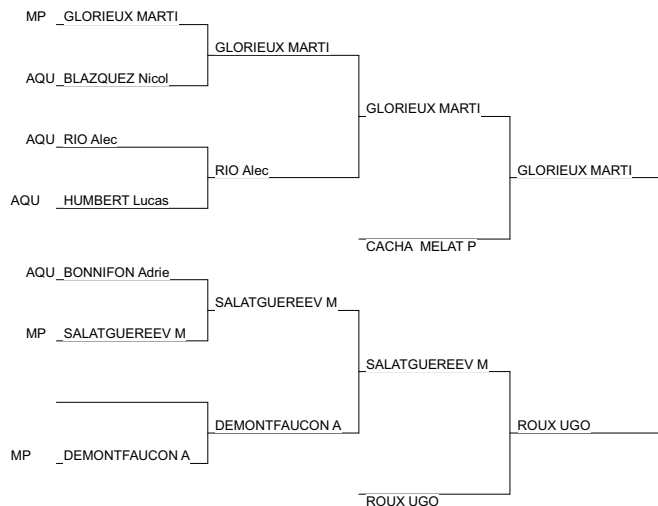 MP GLORIEUX MARTI
GLORIEUX MARTI
AQU BLAZQUEZ Nicol
GLORIEUX MARTI
AQU RIO Alec
RIO Alec
GLORIEUX MARTI
AQU HUMBERT Lucas
CACHA MELAT P
AQU BONNIFON Adrie
SALATGUEREEV M
MP SALATGUEREEV M
SALATGUEREEV M
DEMONTFAUCON A
ROUX UGO
MP DEMONTFAUCON A
ROUX UGO